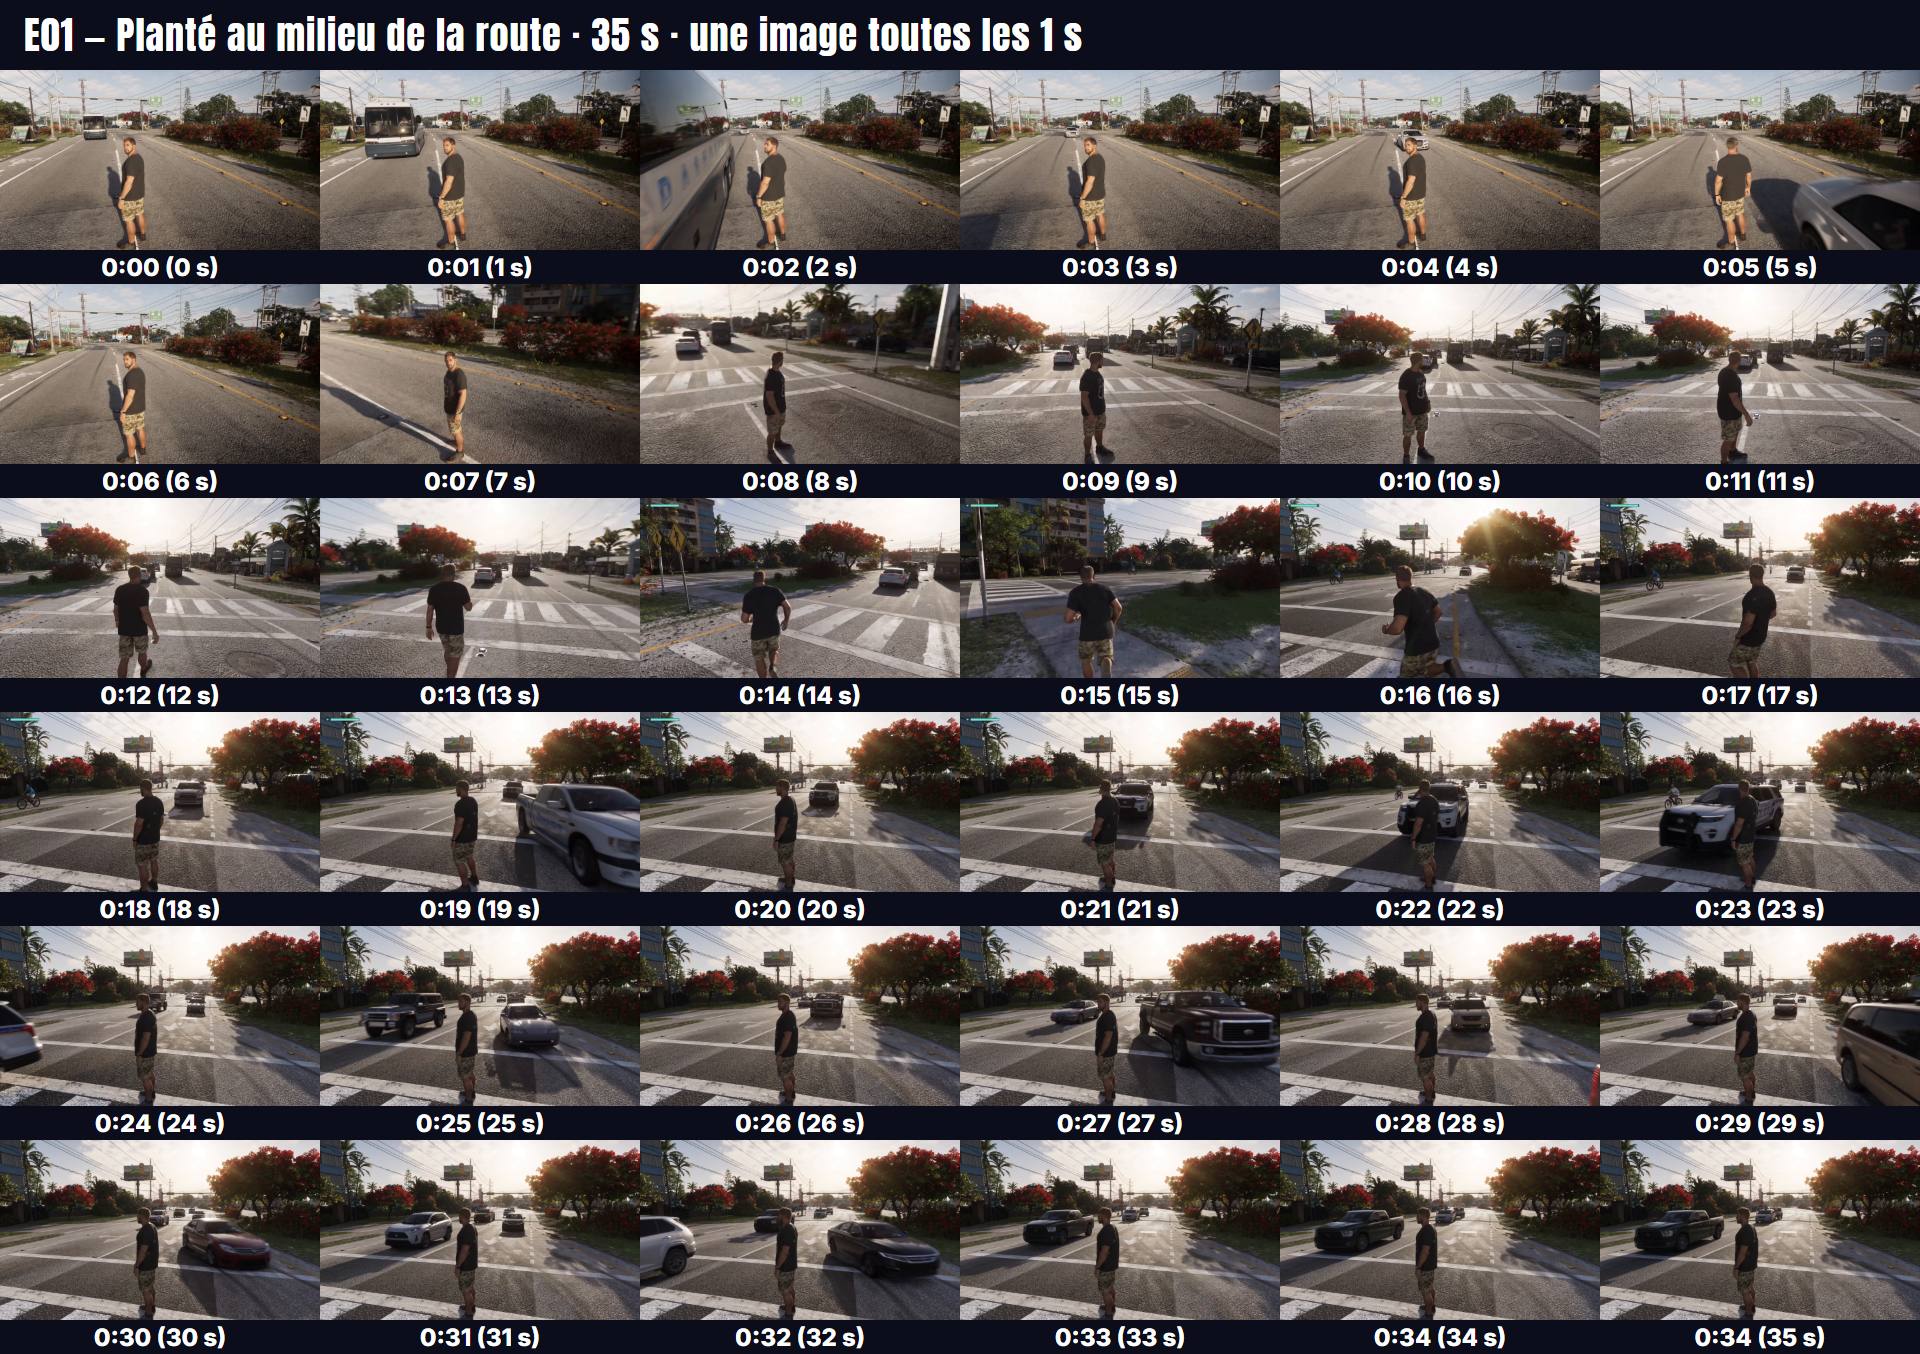 E01 – Planté au milieu de la route · 35 s · une image toutes les 1 s
0:00 (0 s)
0:01 (1 s)
0:02 (2 s)
0:03 (3 s)
0:04 (4 s)
0:05 (5 s)
0:06 (6 s)
0:07 (7 s)
0:08 (8 s)
0:09 (9 s)
0:10 (10 s)
0:11 (11 s)
0:12 (12 s)
0:13 (13 s)
0:14 (14 s)
0:15 (15 s)
0:16 (16 s)
0:17 (17 s)
0:18 (18 s)
0:19 (19 s)
0:20 (20 s)
0:21 (21 s)
0:22 (22 s)
0:23 (23 s)
0:24 (24 s)
0:25 (25 s)
0:26 (26 s)
0:27 (27 s)
0:28 (28 s)
0:29 (29 s)
0:30 (30 s)
0:31 (31 s)
0:32 (32 s)
0:33 (33 s)
0:34 (34 s)
0:34 (35 s)